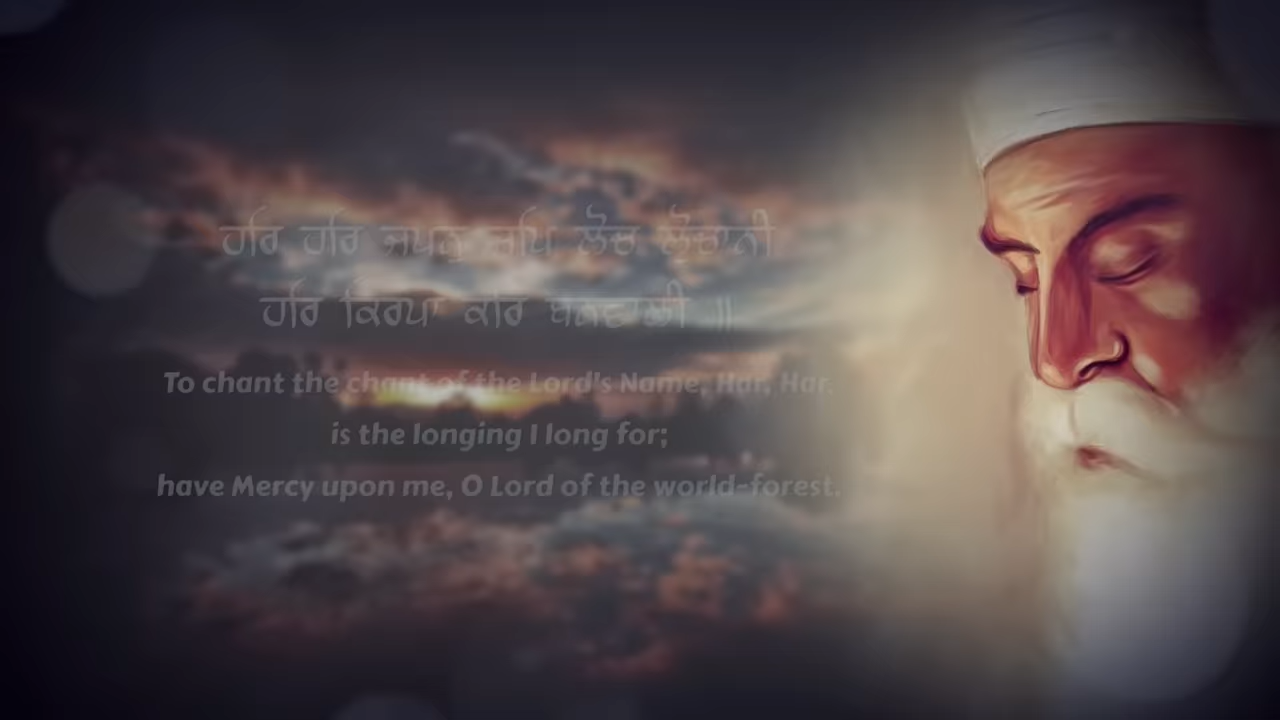 ਹਰਿ ਹਰਿ ਜਪਨੁ ਜਪਿ ਲੋਚ ਲੋੁਚਾਨੀ
ਹਰਿ ਕਿਰਪਾ ਕਰਿ ਬਨਵਾਲੀ ॥
To chant the chant of the Lord's Name, Har, Har.
is the longing I long for;
have Mercy upon me, O Lord of the world-forest.